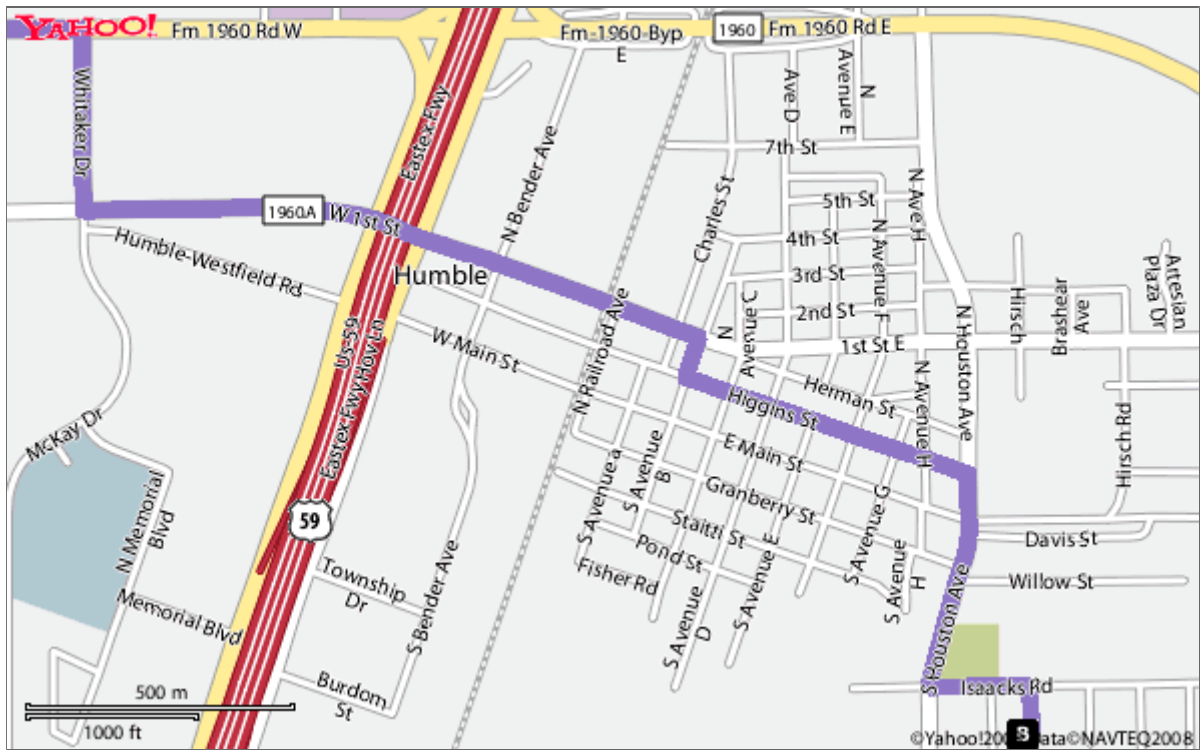 YAHOO!
Fm 1960 Rd W
Fm-1960-Byp
E
1960
Fm 1960 Rd E
Whitaker Dr
Eastex Fwy
N Bender Ave
Ave D
Avenue E
N
7th St
Charles St
5th St
N Ave H
1960A
W 1st St
4th St
N Avenue F
Humble-Westfield Rd
Humble
3rd St
Artesian
Plaza Dr
Hirsch
Brashear
Ave
N Railroad Ave
N
Avenue C
2nd St
N Houston Ave
Us 59
Eastex Fwy Hov Ln
W Main St
1st St E
Herman St
Higgins St
N Avenue H
McKay Dr
E Main St
Hirsch Rd
S Avenue a
S Avenue
B
Granberry St
S Avenue G
N Memorial
Blvd
59
Staitti St
Pond St
S Avenue E
S Avenue
H
Davis St
Fisher Rd
Township
Dr
Willow St
Memorial Blvd
S Bender Ave
S Avenue
D
S Houston Ave
Burdom
St
Isaacks Rd
500 m
1000 ft
B
©Yahoo!200 Data©NAVTEQ2008